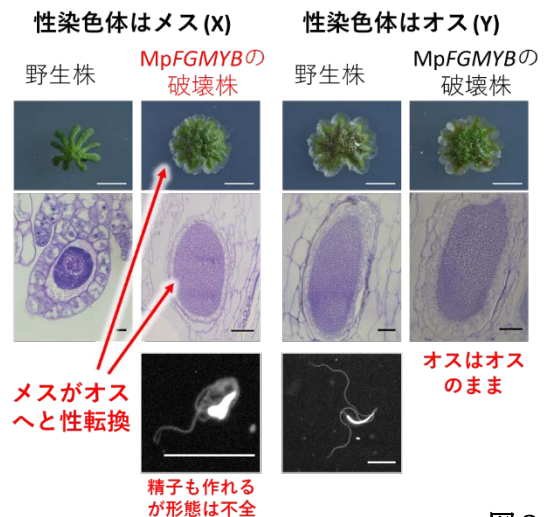 性染色体はメス(X)
性染色体はオス(Y)
野生株
MpFGMYBの
破壊株
野生株
MpFGMYBの
破壊株
メスがオス
へと性転換
オスはオス
のまま
精子も作れる
が形態は不全